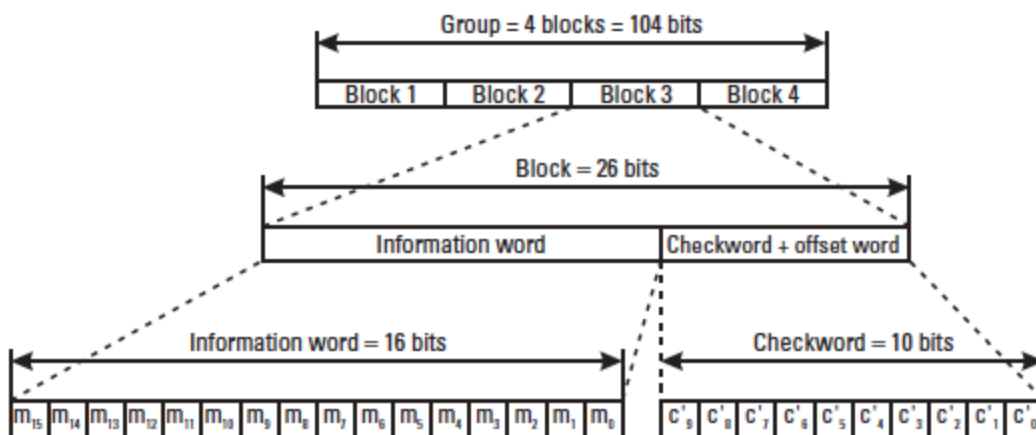 Group = 4 blocks = 104 bits
Block 1 Block 2 Block 3 Block 4
Block = 26 bits
Information word Checkword + offset word
Information word = 16 bits Checkword = 10 bits
m₁₅ m₁₄ m₁₃ m₁₂ m₁₁ m₁₀ m₉ m₈ m₇ m₆ m₅ m₄ m₃ m₂ m₁ m₀ c'₉ c'₈ c'₇ c'₆ c'₅ c'₄ c'₃ c'₂ c'₁ c'₀